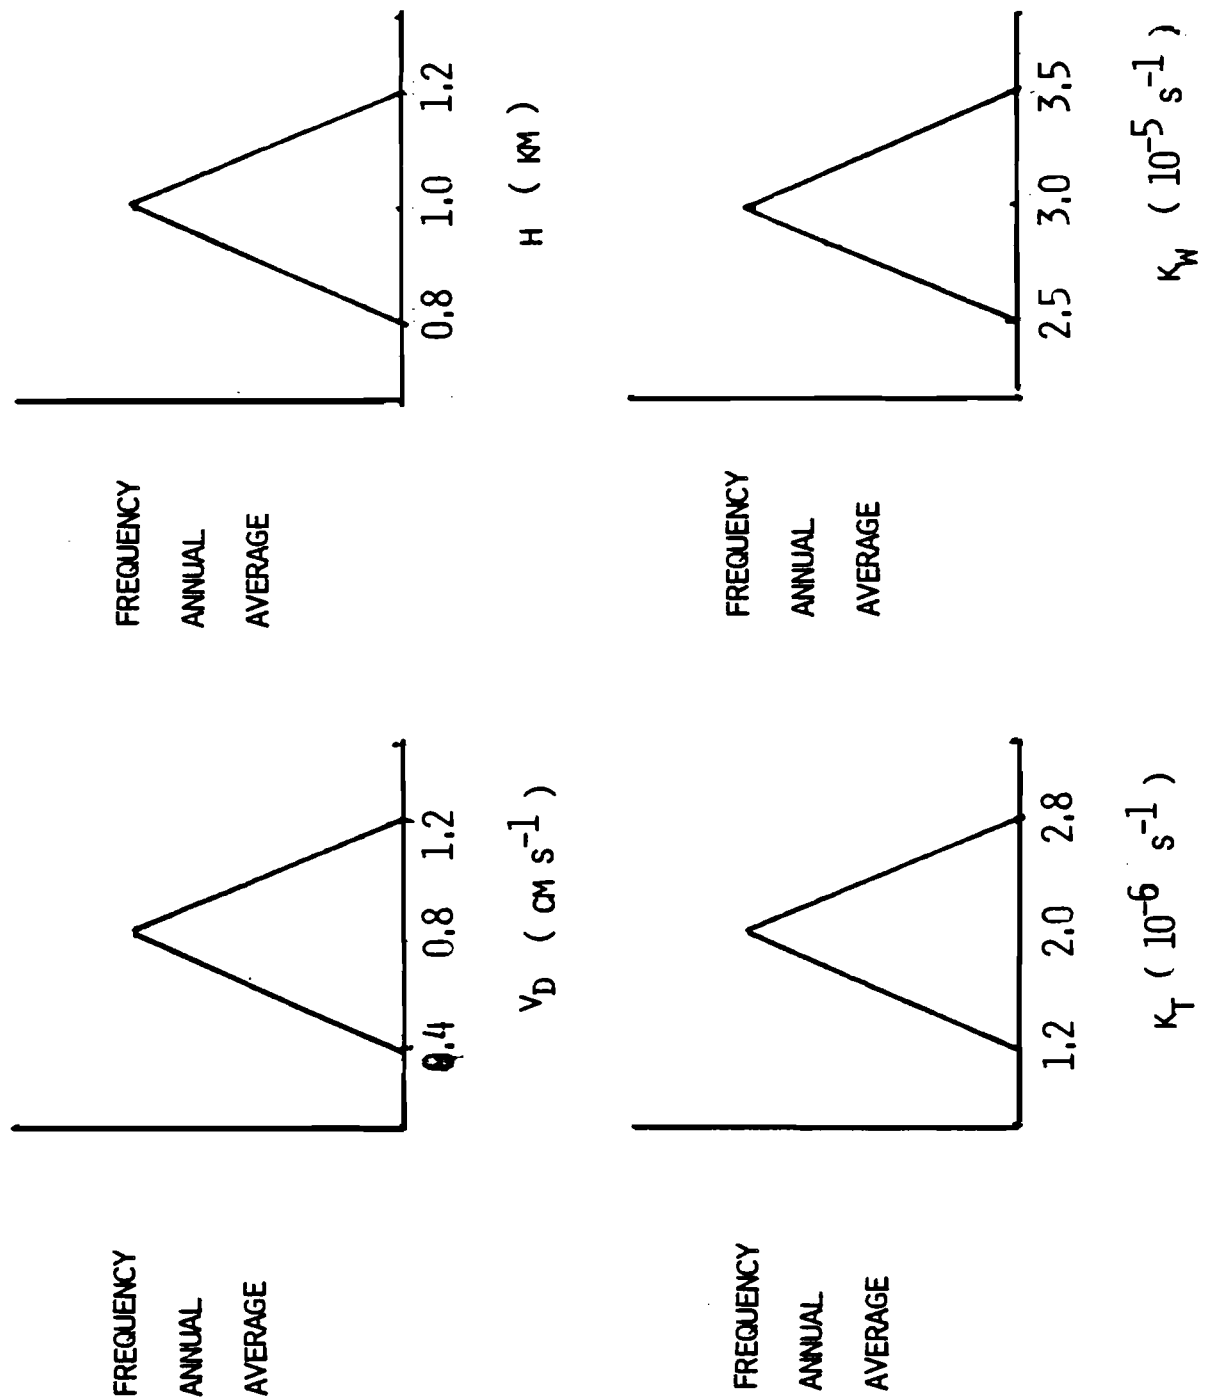 FREQUENCY
ANNUAL
AVERAGE
0.4 0.8 1.2
V_D ( CM s⁻¹ )
FREQUENCY
ANNUAL
AVERAGE
0.8 1.0 1.2
H ( KM )
FREQUENCY
ANNUAL
AVERAGE
1.2 2.0 2.8
K_T ( 10⁻⁶ s⁻¹ )
FREQUENCY
ANNUAL
AVERAGE
2.5 3.0 3.5
K_W ( 10⁻⁵ s⁻¹ )